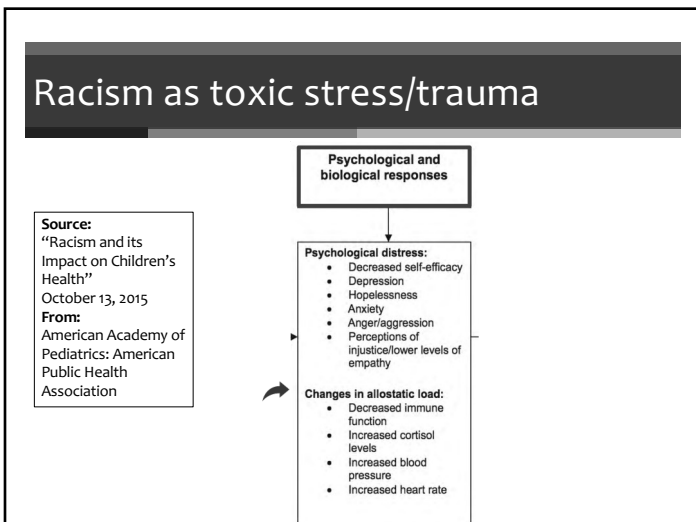 Racism as toxic stress/trauma
Source:
“Racism and its
Impact on Children’s
Health”
October 13, 2015
From:
American Academy of
Pediatrics: American
Public Health
Association
Psychological and
biological responses
Psychological distress:
• Decreased self-efficacy
• Depression
• Hopelessness
• Anxiety
• Anger/aggression
• Perceptions of
injustice/lower levels of
empathy
Changes in allostatic load:
• Decreased immune
function
• Increased cortisol
levels
• Increased blood
pressure
• Increased heart rate